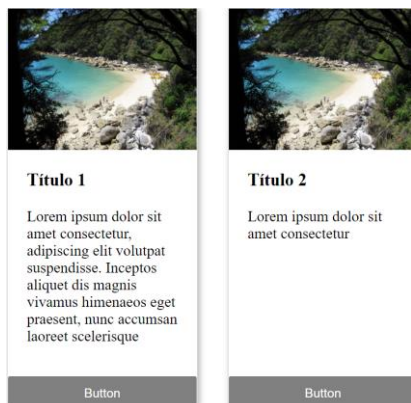 Título 1
Lorem ipsum dolor sit
amet consectetur,
adipiscing elit volutpat
suspendisse. Inceptos
aliquet dis magnis
vivamus himenaeos eget
praesent, nunc accumsan
laoreet scelerisque
Button
Título 2
Lorem ipsum dolor sit
amet consectetur
Button